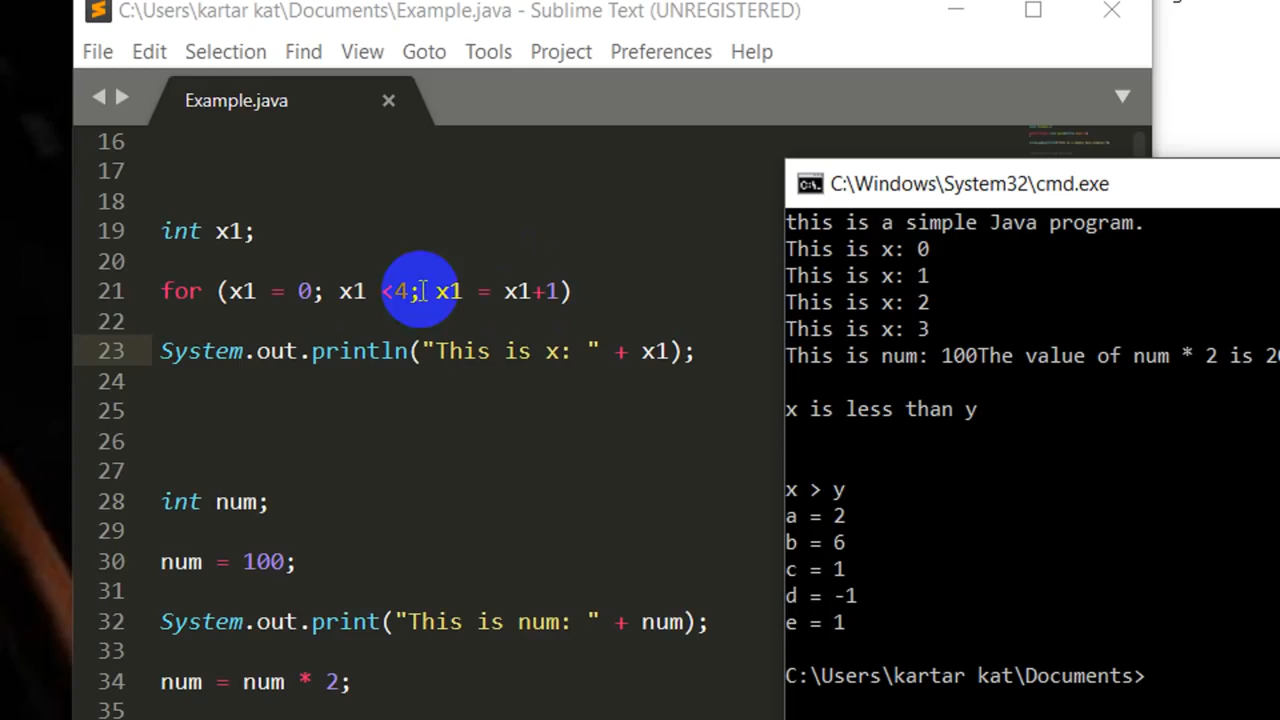 C:\Users\kartar kat\Documents\Example.java - Sublime Text (UNREGISTERED)
File Edit Selection Find View Goto Tools Project Preferences Help
Example.java
16
17
18
19 int x1;
20
21 for (x1 = 0; x1 <4; x1 = x1+1)
22
23 System.out.println("This is x: " + x1);
24
25
26
27
28 int num;
29
30 num = 100;
31
32 System.out.print("This is num: " + num);
33
34 num = num * 2;
35
C:\Windows\System32\cmd.exe
this is a simple Java program.
This is x: 0
This is x: 1
This is x: 2
This is x: 3
This is num: 100The value of num * 2 is
x is less than y
x > y
a = 2
b = 6
c = 1
d = -1
e = 1
C:\Users\kartar kat\Documents>